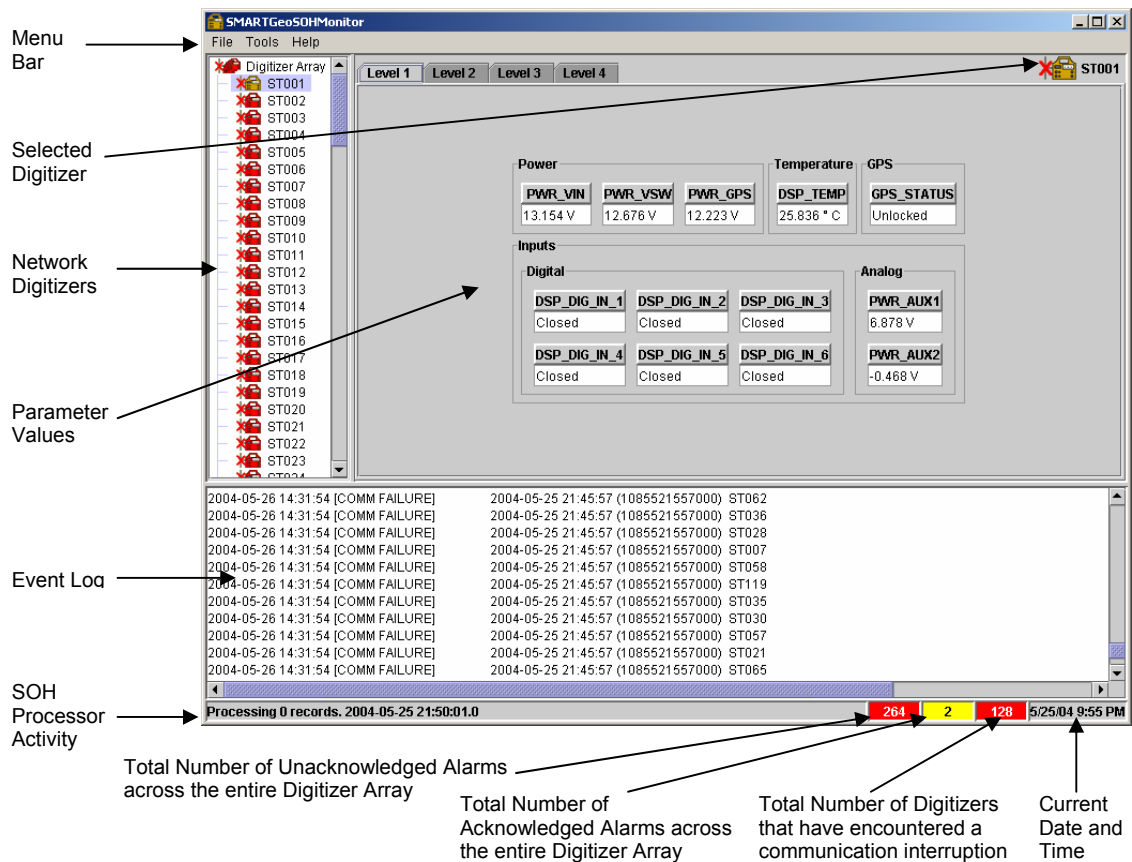 SMARTGeoSOHMonitor
File Tools Help
Menu
Bar
Selected
Digitizer
Network
Digitizers
Parameter
Values
Event Log
SOH
Processor
Activity
Digitizer Array
ST001
ST002
ST003
ST004
ST005
ST006
ST007
ST008
ST009
ST010
ST011
ST012
ST013
ST014
ST015
ST016
ST017
ST018
ST019
ST020
ST021
ST022
ST023
ST024
Level 1 Level 2 Level 3 Level 4
ST001
Power
PWR_VIN PWR_VSW PWR_GPS
13.154 V 12.676 V 12.223 V
Temperature
DSP_TEMP
25.836 ° C
GPS
GPS_STATUS
Unlocked
Inputs
Digital
DSP_DIG_IN_1 DSP_DIG_IN_2 DSP_DIG_IN_3
Closed Closed Closed
DSP_DIG_IN_4 DSP_DIG_IN_5 DSP_DIG_IN_6
Closed Closed Closed
Analog
PWR_AUX1
6.878 V
PWR_AUX2
-0.468 V
2004-05-26 14:31:54 [COMM FAILURE] 2004-05-25 21:45:57 (1085521557000) ST062
2004-05-26 14:31:54 [COMM FAILURE] 2004-05-25 21:45:57 (1085521557000) ST036
2004-05-26 14:31:54 [COMM FAILURE] 2004-05-25 21:45:57 (1085521557000) ST028
2004-05-26 14:31:54 [COMM FAILURE] 2004-05-25 21:45:57 (1085521557000) ST007
2004-05-26 14:31:54 [COMM FAILURE] 2004-05-25 21:45:57 (1085521557000) ST058
2004-05-26 14:31:54 [COMM FAILURE] 2004-05-25 21:45:57 (1085521557000) ST119
2004-05-26 14:31:54 [COMM FAILURE] 2004-05-25 21:45:57 (1085521557000) ST035
2004-05-26 14:31:54 [COMM FAILURE] 2004-05-25 21:45:57 (1085521557000) ST030
2004-05-26 14:31:54 [COMM FAILURE] 2004-05-25 21:45:57 (1085521557000) ST057
2004-05-26 14:31:54 [COMM FAILURE] 2004-05-25 21:45:57 (1085521557000) ST021
2004-05-26 14:31:54 [COMM FAILURE] 2004-05-25 21:45:57 (1085521557000) ST065
Processing 0 records. 2004-05-25 21:50:01.0
264 2 128 5/25/04 9:55 PM
Total Number of Unacknowledged Alarms
across the entire Digitizer Array
Total Number of
Acknowledged Alarms across
the entire Digitizer Array
Total Number of Digitizers
that have encountered a
communication interruption
Current
Date and
Time